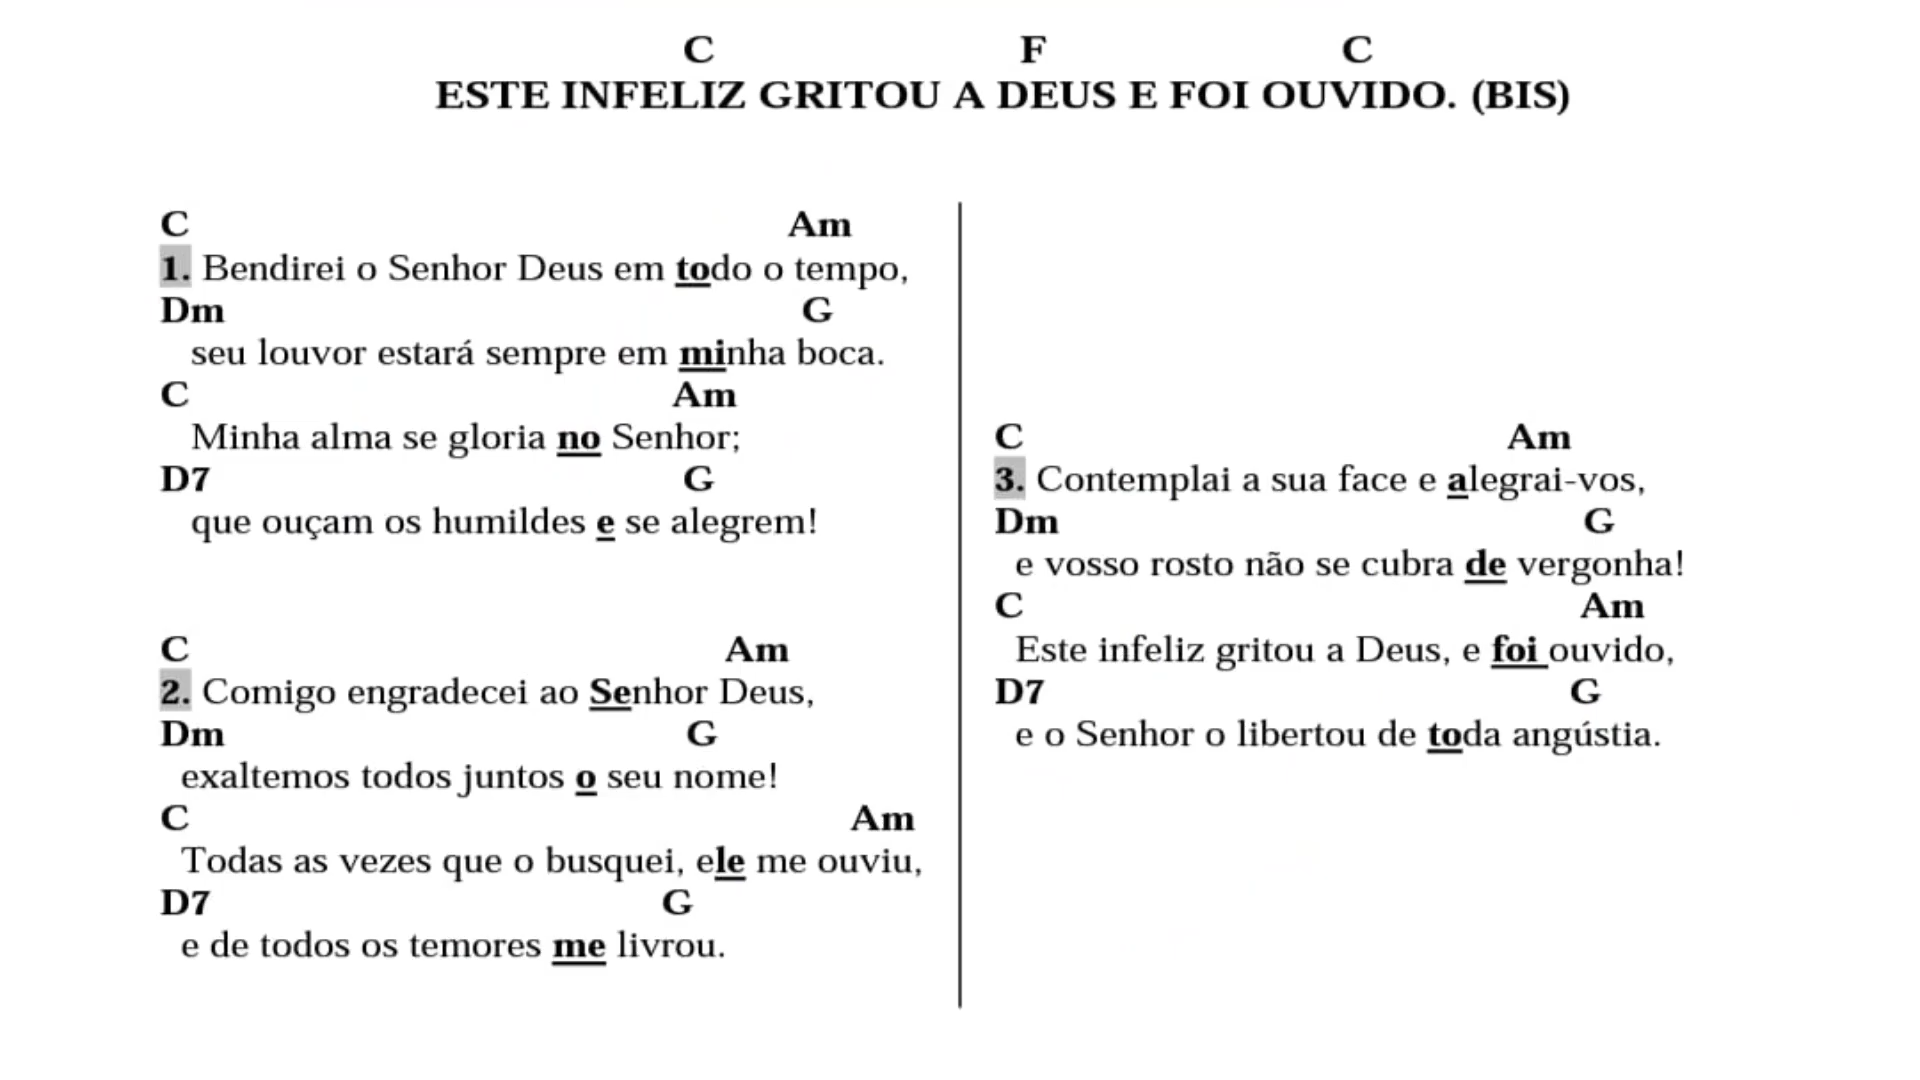 C F C
ESTE INFELIZ GRITOU A DEUS E FOI OUVIDO. (BIS)
C Am
1. Bendirei o Senhor Deus em todo o tempo,
Dm G
seu louvor estará sempre em minha boca.
C Am
Minha alma se gloria no Senhor;
D7 G
que ouçam os humildes e se alegrem!
C Am
2. Comigo engradecei ao Senhor Deus,
Dm G
exaltemos todos juntos o seu nome!
C Am
Todas as vezes que o busquei, ele me ouviu,
D7 G
e de todos os temores me livrou.
C Am
3. Contemplai a sua face e alegrai-vos,
Dm G
e vosso rosto não se cubra de vergonha!
C Am
Este infeliz gritou a Deus, e foi ouvido,
D7 G
e o Senhor o libertou de toda angústia.